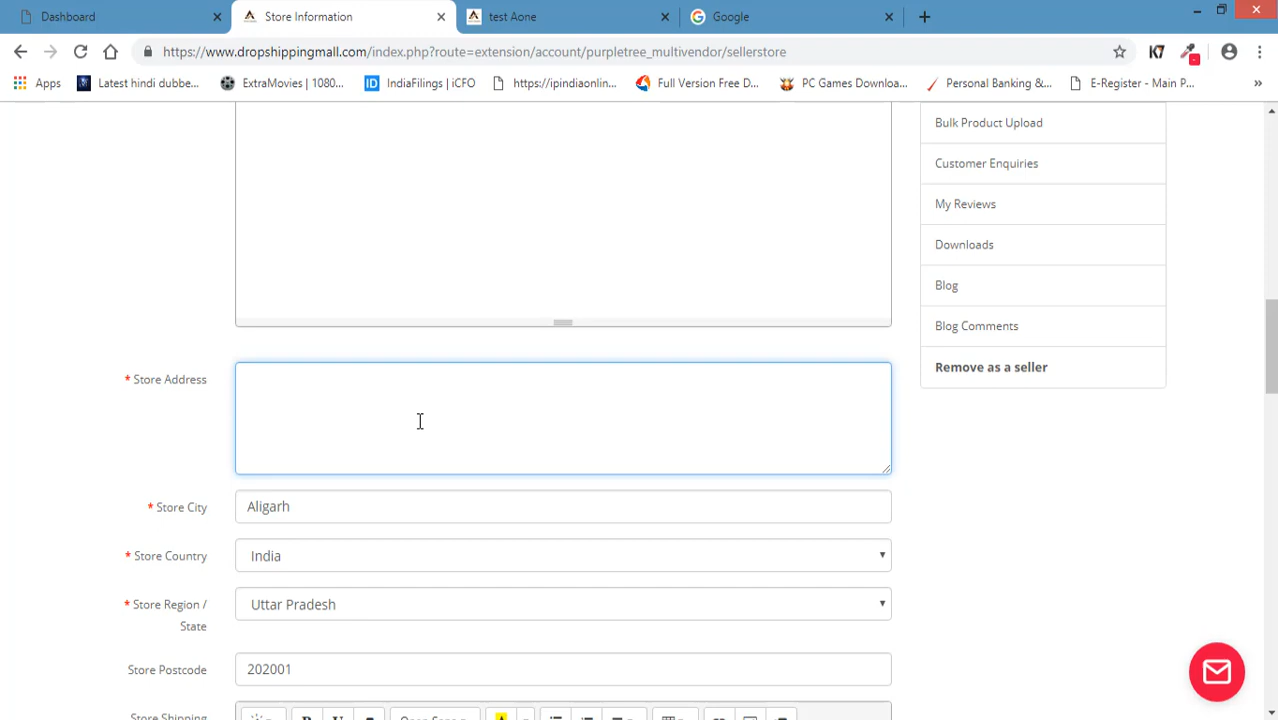 Dashboard
Store Information
test Aone
Google
https://www.dropshippingmall.com/index.php?route=extension/account/purpletree_multivendor/sellerstore
Apps
Latest hindi dubbe...
ExtraMovies | 1080...
IndiaFilings | iCFO
https://ipindiaonlin...
Full Version Free D...
PC Games Downloa...
Personal Banking &...
E-Register - Main P...
Bulk Product Upload
Customer Enquiries
My Reviews
Downloads
Blog
Blog Comments
Remove as a seller
* Store Address
* Store City
Aligarh
* Store Country
India
* Store Region /
State
Uttar Pradesh
Store Postcode
202001
Store Shipping